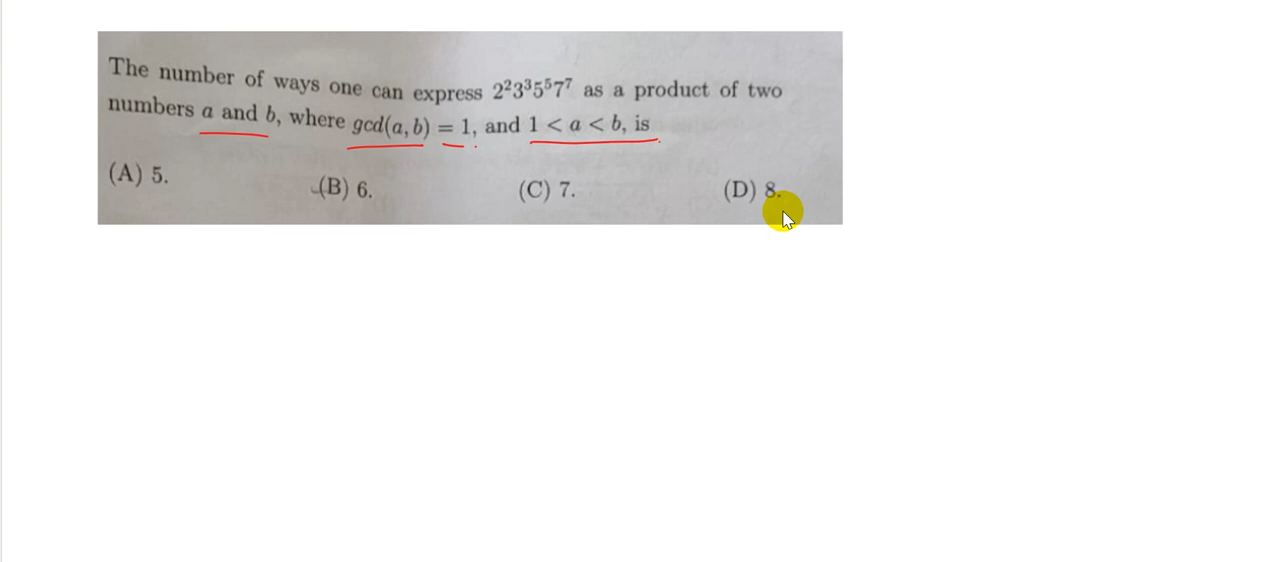 The number of ways one can express 2²3³5⁵7⁷ as a product of two
numbers a and b, where gcd(a, b) = 1, and 1 < a < b, is
(A) 5. (B) 6. (C) 7. (D) 8.